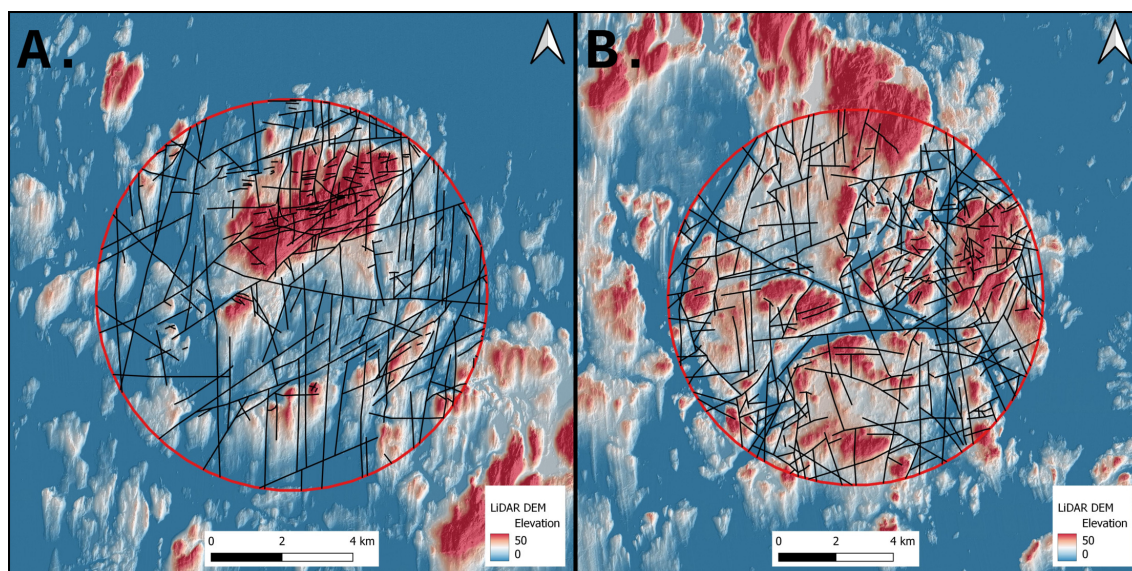 A.
0 2 4 km
LiDAR DEM
Elevation
50
0
B.
0 2 4 km
LiDAR DEM
Elevation
50
0